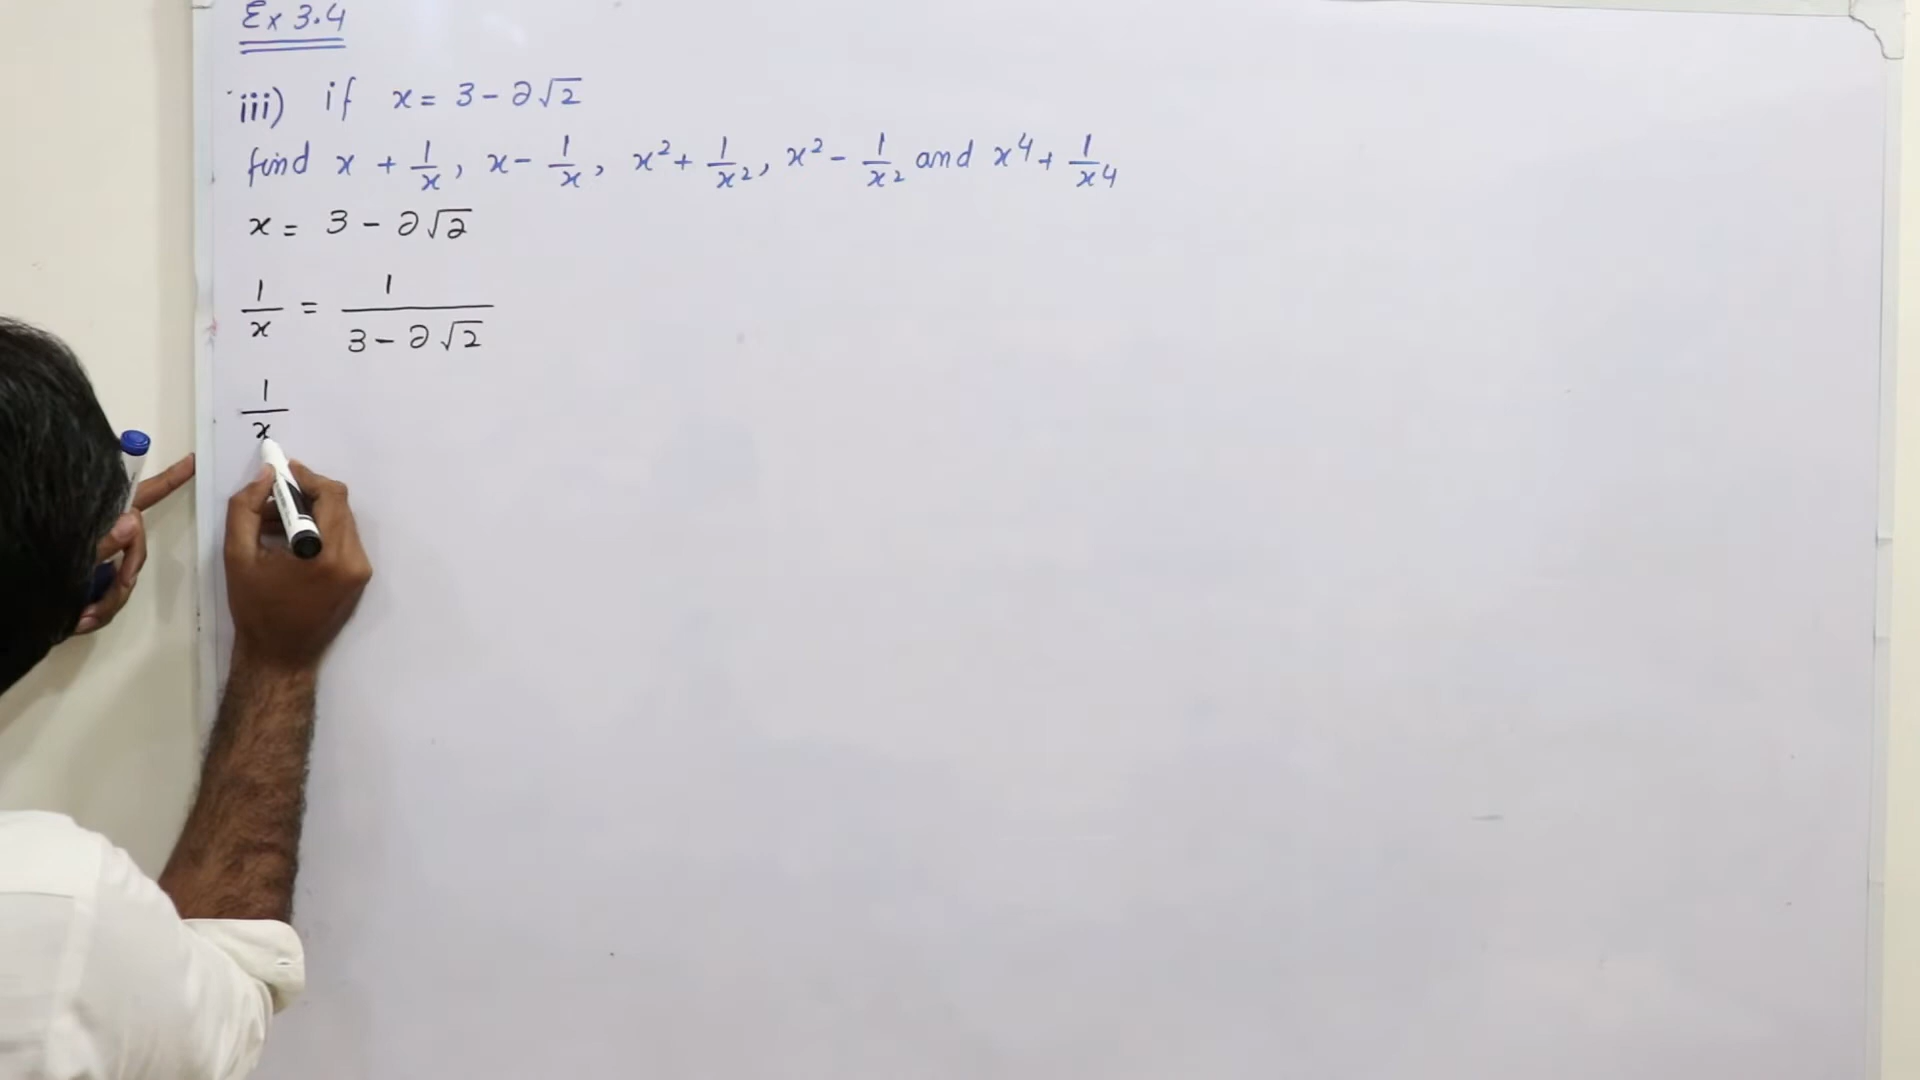 Ex 3.4
iii) if x = 3 - 2√2
find x + 1/x, x - 1/x, x² + 1/x², x² - 1/x² and x⁴ + 1/x⁴
x = 3 - 2√2
1/x = 1/(3 - 2√2)
1/x